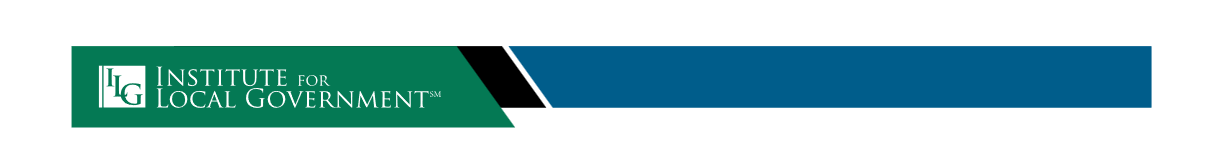 ILG INSTITUTE FOR
LOCAL GOVERNMENT℠